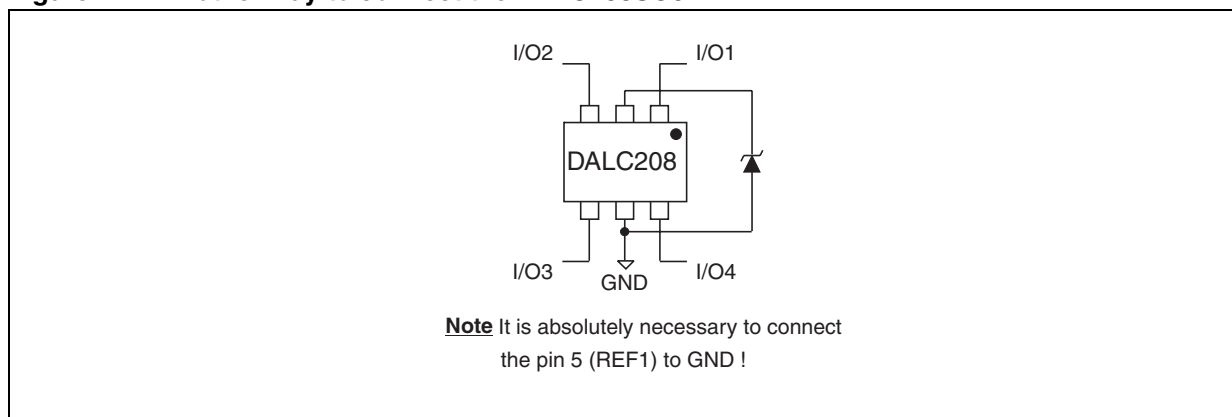 I/O2
I/O1
DALC208
I/O3
GND
I/O4
Note It is absolutely necessary to connect
the pin 5 (REF1) to GND !